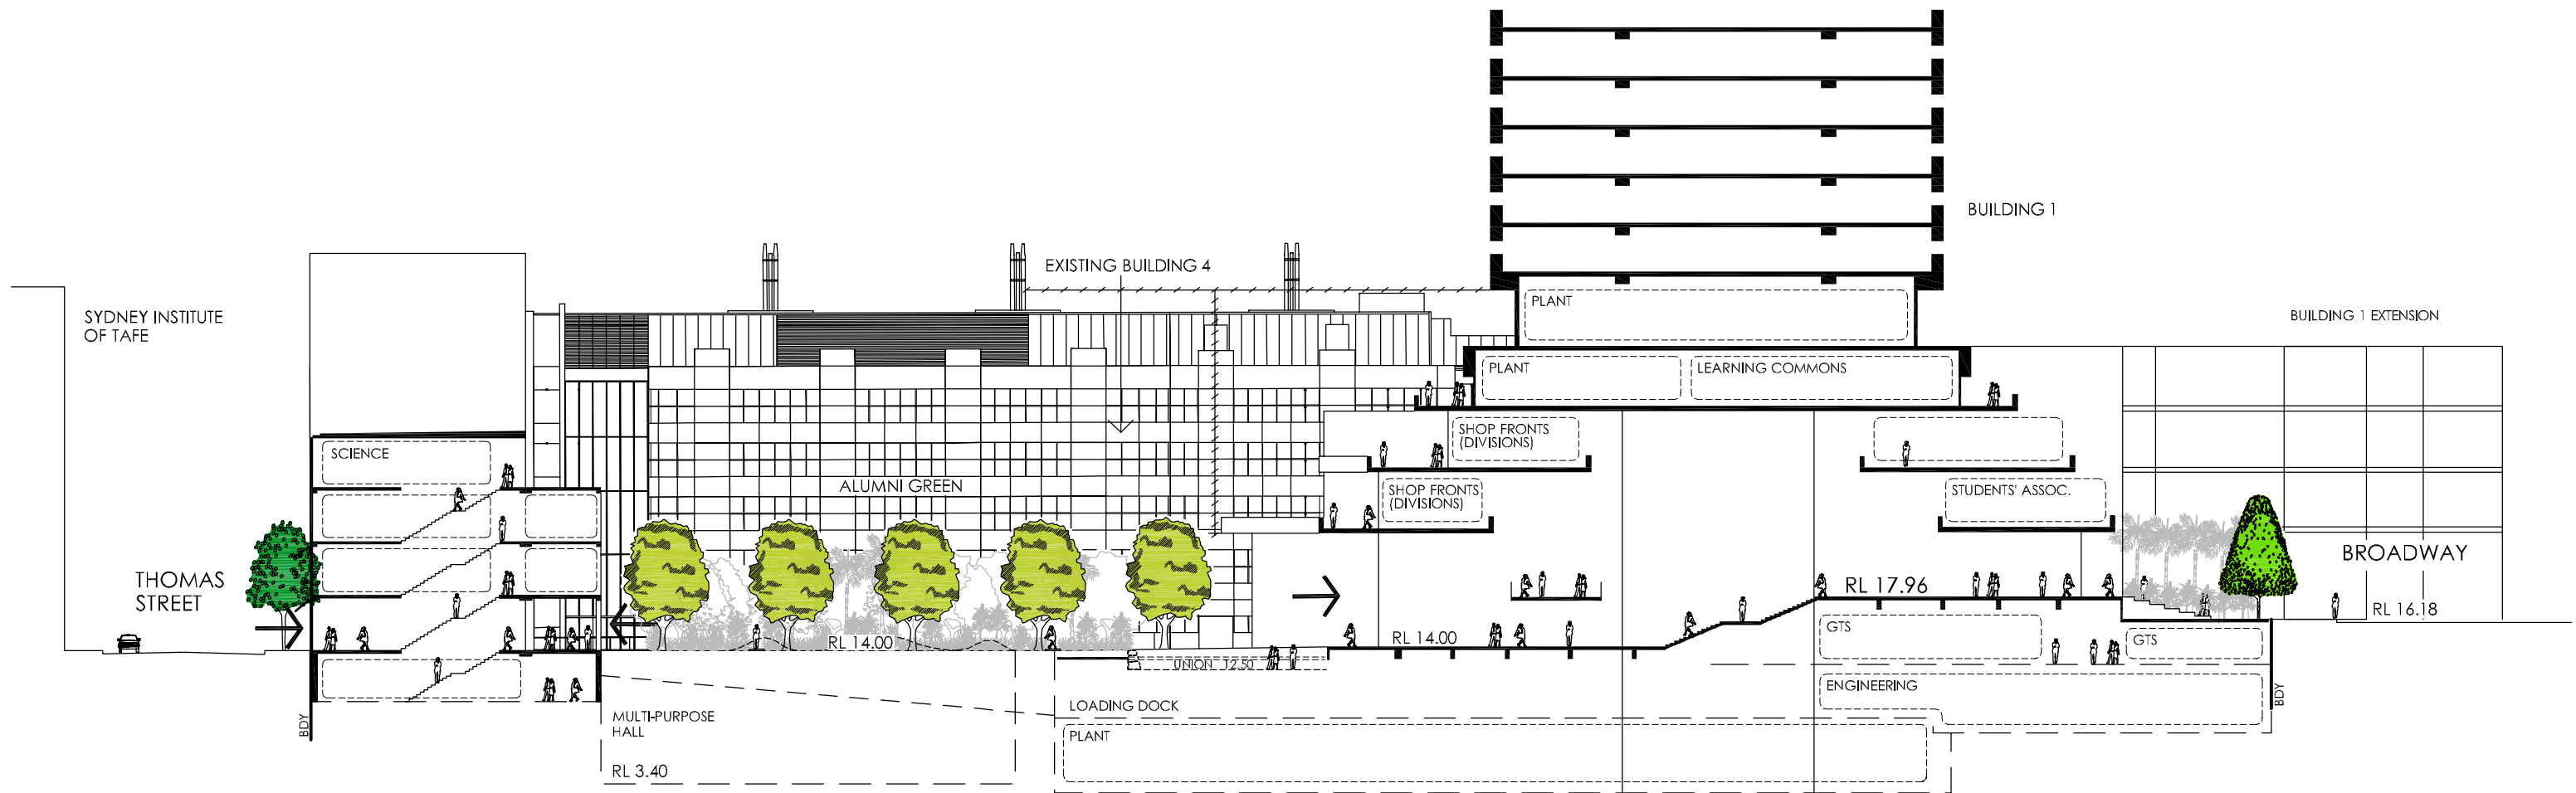 BUILDING 1
EXISTING BUILDING 4
SYDNEY INSTITUTE
OF TAFE
PLANT
BUILDING 1 EXTENSION
PLANT
LEARNING COMMONS
SHOP FRONTS
(DIVISIONS)
SCIENCE
ALUMNI GREEN
SHOP FRONTS
(DIVISIONS)
STUDENTS' ASSOC.
THOMAS
STREET
BROADWAY
RL 17.96
RL 16.18
RL 14.00
RL 14.00
GTS
GTS
UNION 12.50
ENGINEERING
BDY
BDY
MULTI-PURPOSE
HALL
LOADING DOCK
PLANT
RL 3.40